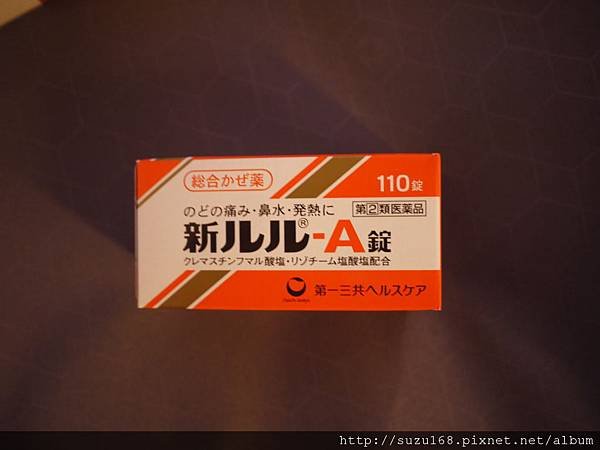 総合かぜ薬
110錠
のどの痛み・鼻水・発熱に
指定第②類医薬品
新ルル-A錠
®
クレマスチンフマル酸塩・リゾチーム塩酸塩配合
第一三共ヘルスケア
http://suzu168.pixnet.net/album